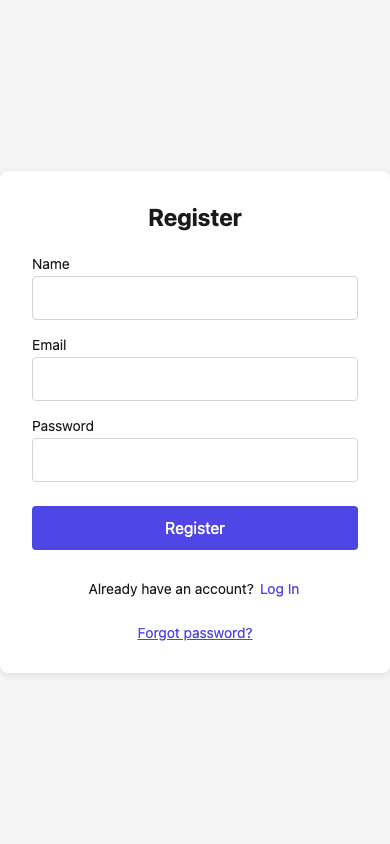 Register
Name
Email
Password
Register
Already have an account? Log In
Forgot password?